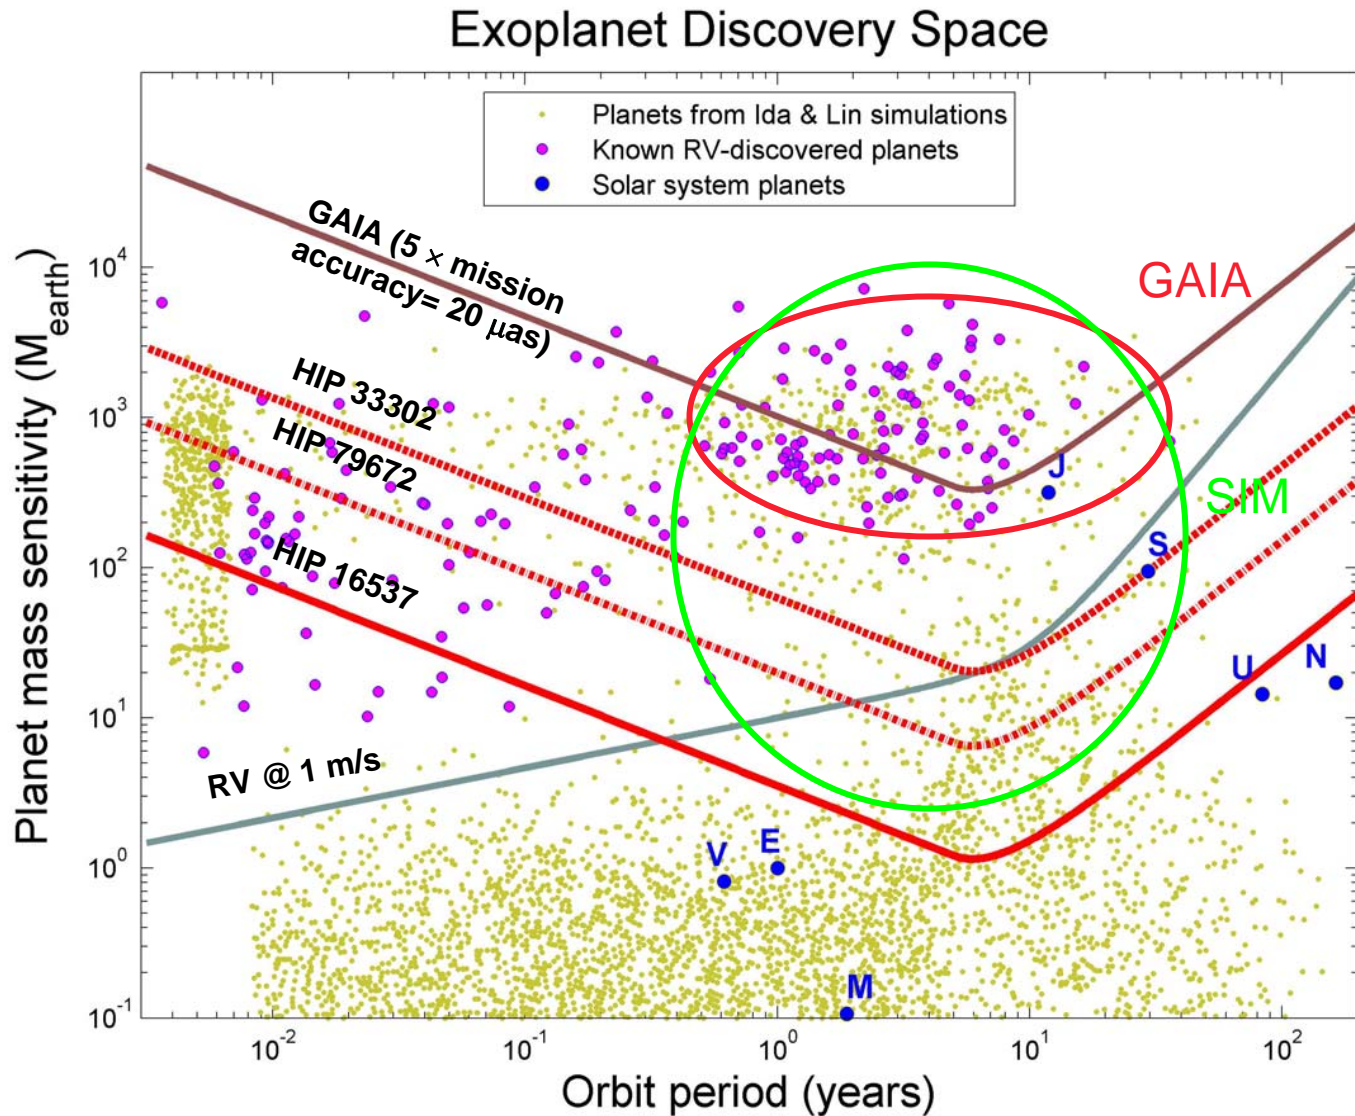 Exoplanet Discovery Space
Planets from Ida & Lin simulations
Known RV-discovered planets
Solar system planets
Planet mass sensitivity (M_earth)
10^4
10^3
10^2
10^1
10^0
10^-1
GAIA (5 × mission
accuracy= 20 μas)
HIP 33302
HIP 79672
HIP 16537
RV @ 1 m/s
GAIA
SIM
J
S
U
N
V
E
M
10^-2
10^-1
10^0
10^1
10^2
Orbit period (years)